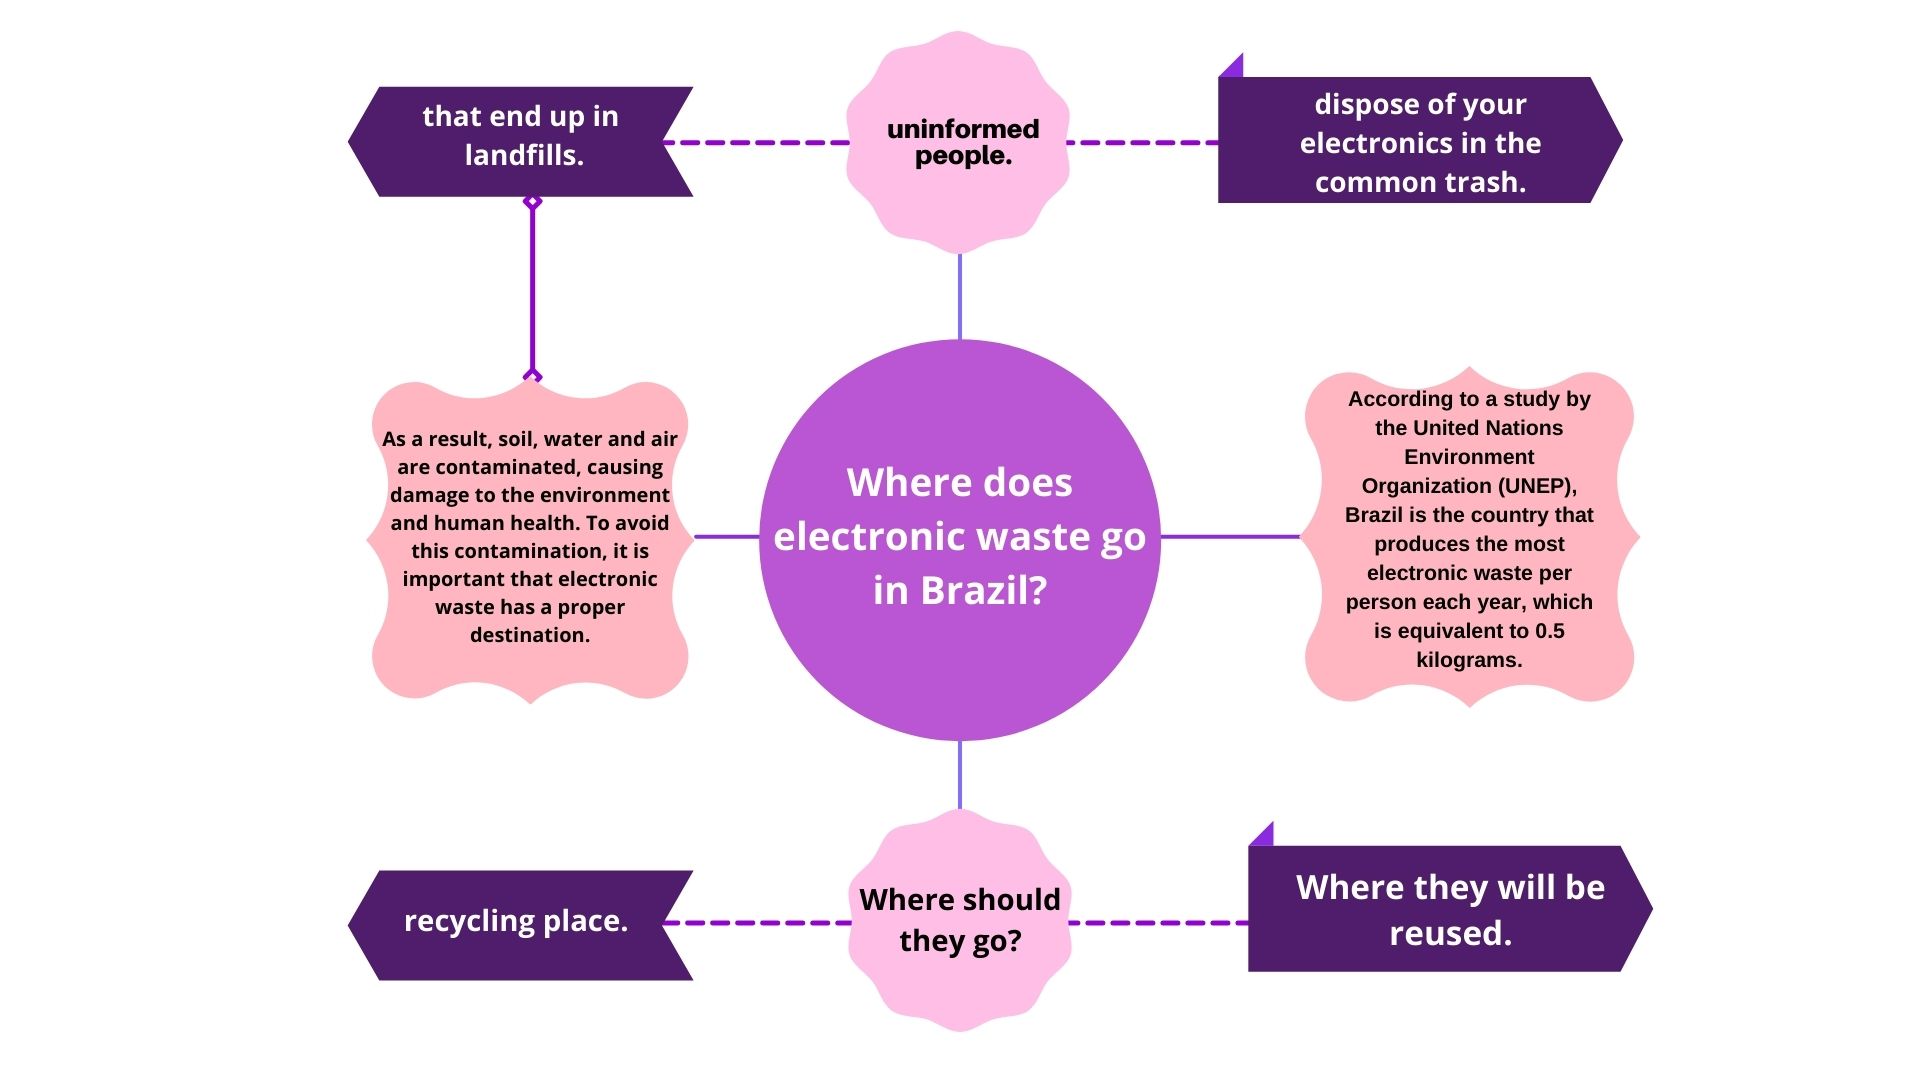 that end up in
landfills.
uninformed
people.
dispose of your
electronics in the
common trash.
As a result, soil, water and air
are contaminated, causing
damage to the environment
and human health. To avoid
this contamination, it is
important that electronic
waste has a proper
destination.
Where does
electronic waste go
in Brazil?
According to a study by
the United Nations
Environment
Organization (UNEP),
Brazil is the country that
produces the most
electronic waste per
person each year, which
is equivalent to 0.5
kilograms.
recycling place.
Where should
they go?
Where they will be
reused.